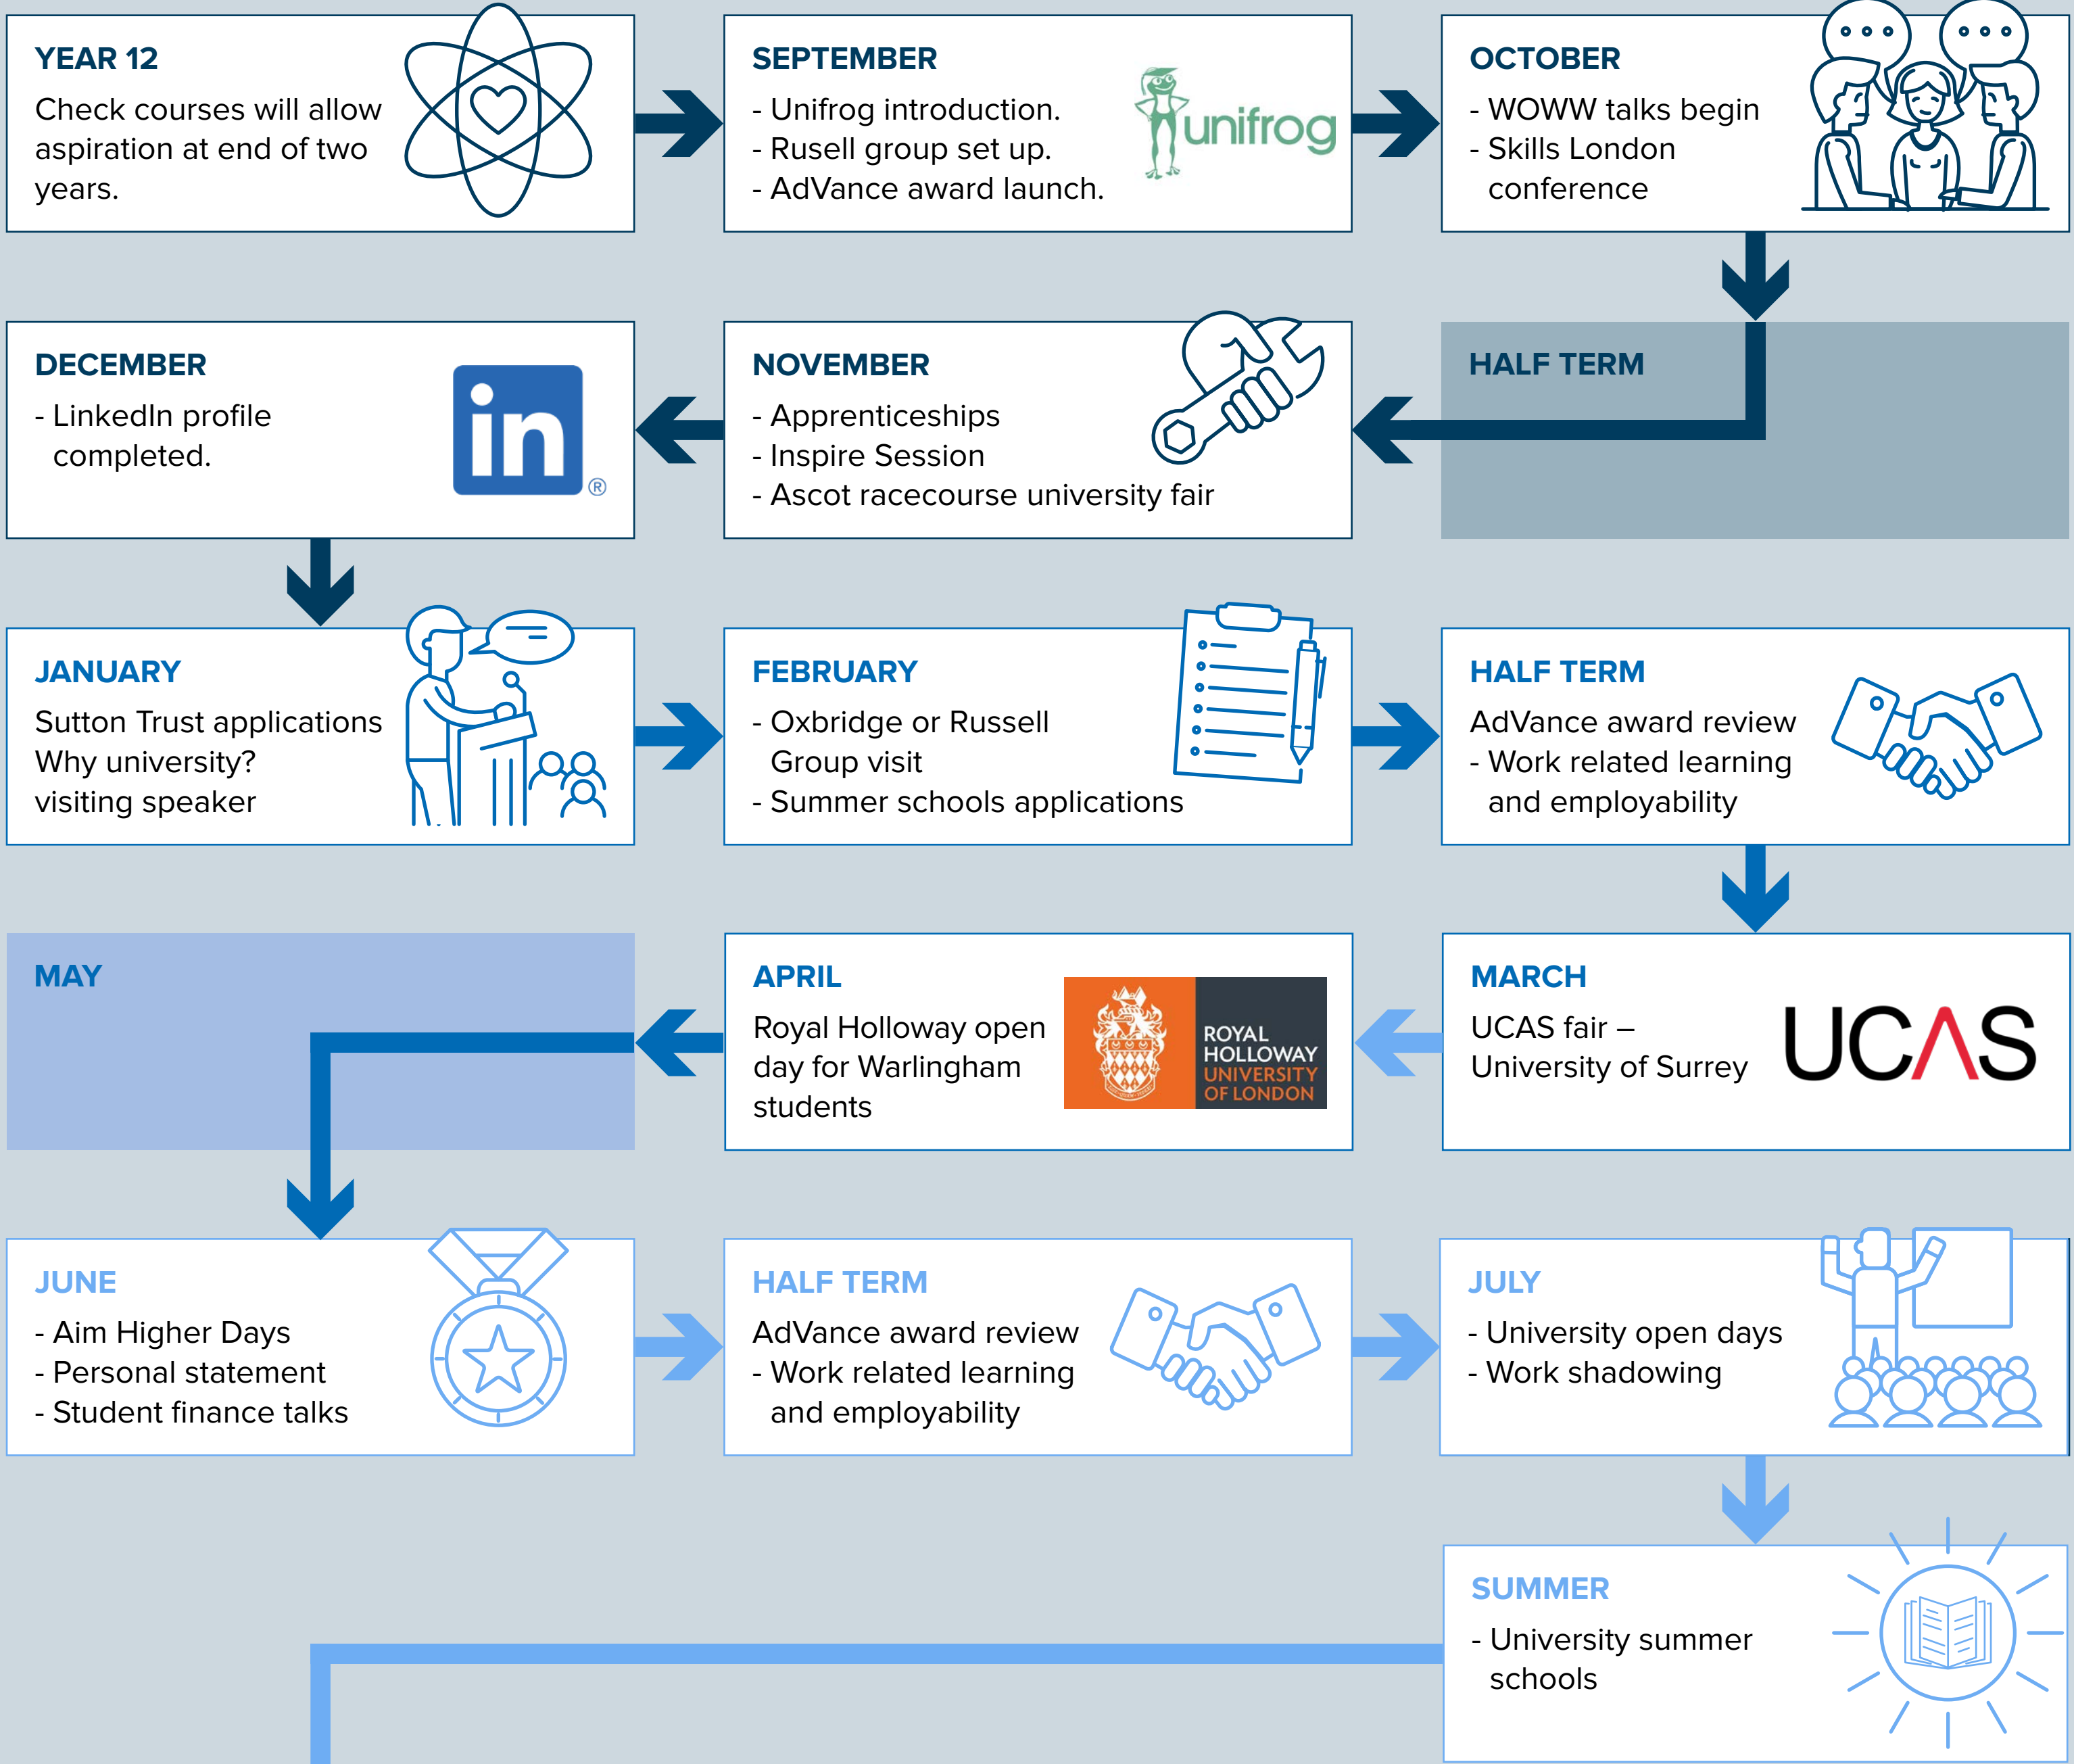 YEAR 12
Check courses will allow
aspiration at end of two
years.
SEPTEMBER
- Unifrog introduction.
- Rusell group set up.
- AdVance award launch.
unifrog
OCTOBER
- WOWW talks begin
- Skills London
conference
HALF TERM
NOVEMBER
- Apprenticeships
- Inspire Session
- Ascot racecourse university fair
DECEMBER
- LinkedIn profile
completed.
in
®
JANUARY
Sutton Trust applications
Why university?
visiting speaker
FEBRUARY
- Oxbridge or Russell
Group visit
- Summer schools applications
HALF TERM
AdVance award review
- Work related learning
and employability
MARCH
UCAS fair –
University of Surrey
UCAS
APRIL
Royal Holloway open
day for Warlingham
students
ROYAL
HOLLOWAY
UNIVERSITY
OF LONDON
MAY
JUNE
- Aim Higher Days
- Personal statement
- Student finance talks
HALF TERM
AdVance award review
- Work related learning
and employability
JULY
- University open days
- Work shadowing
SUMMER
- University summer
schools